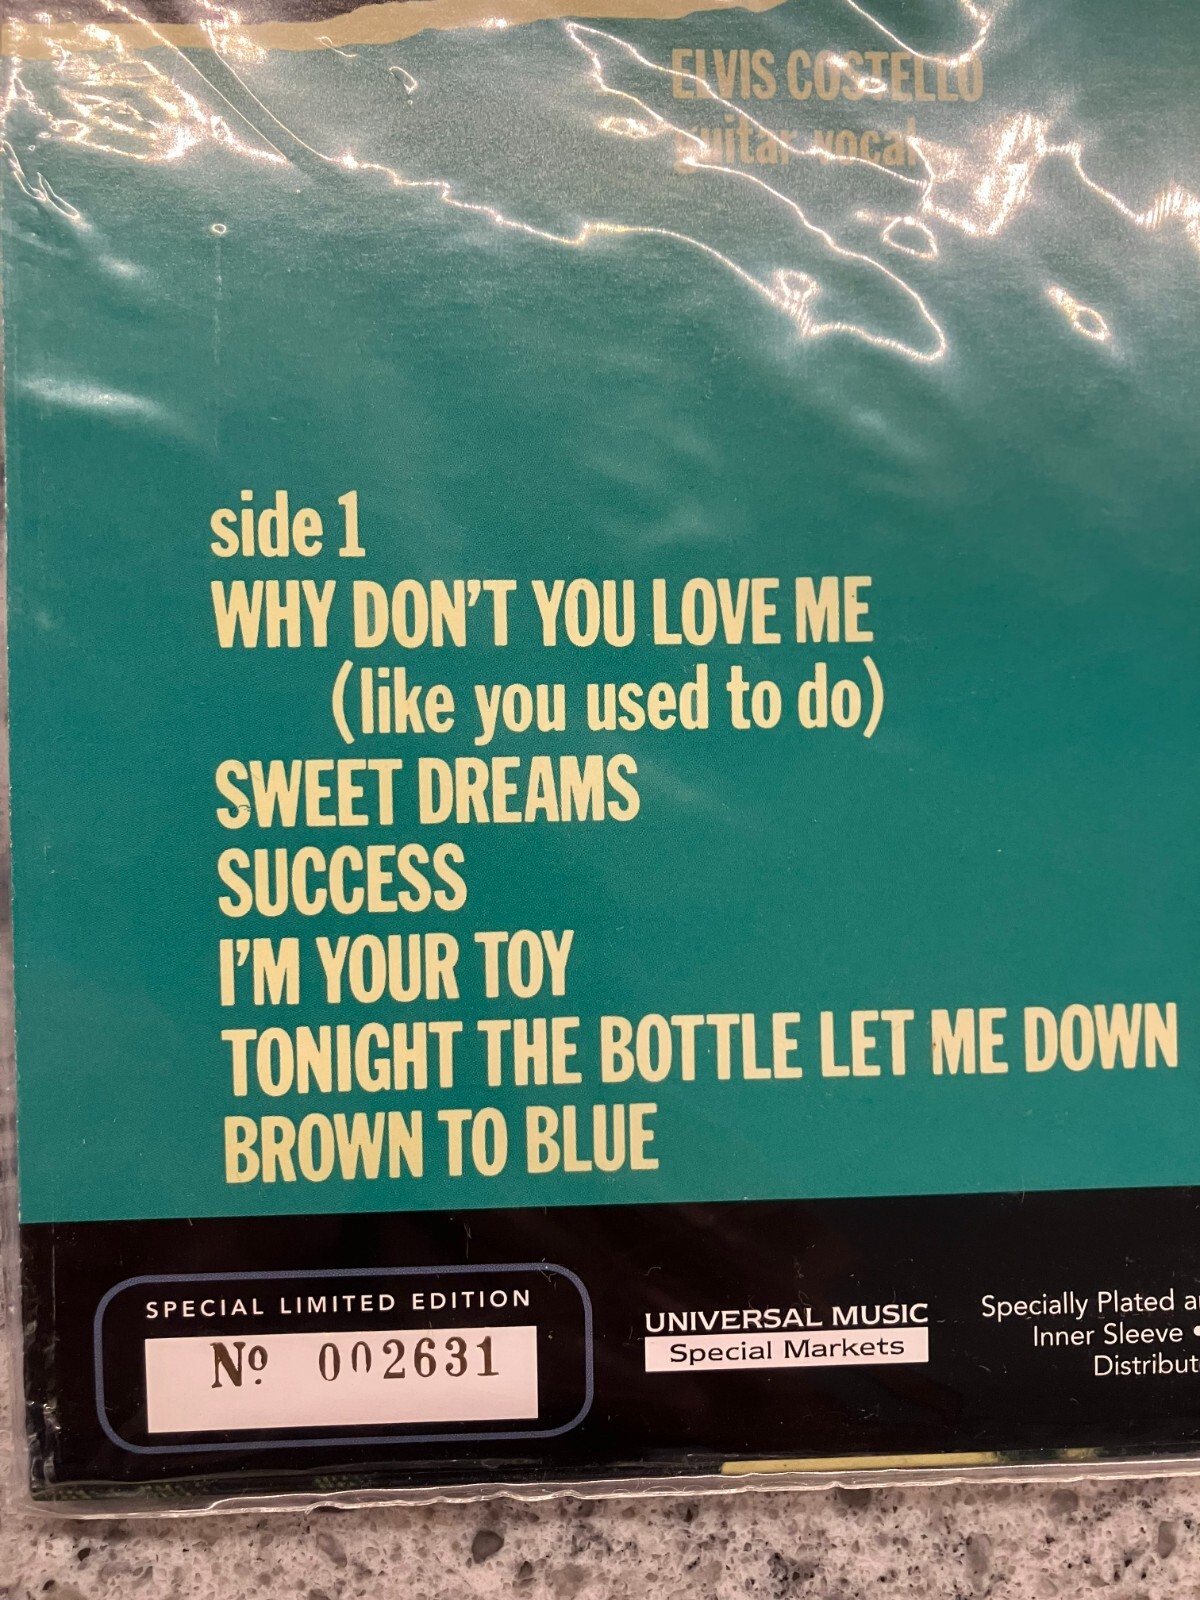 ELVIS COSTELLO
guitar vocal
side 1
WHY DON'T YOU LOVE ME
(like you used to do)
SWEET DREAMS
SUCCESS
I'M YOUR TOY
TONIGHT THE BOTTLE LET ME DOWN
BROWN TO BLUE
SPECIAL LIMITED EDITION
Nº 002631
UNIVERSAL MUSIC
Special Markets
Specially Plated
Inner Sleeve •